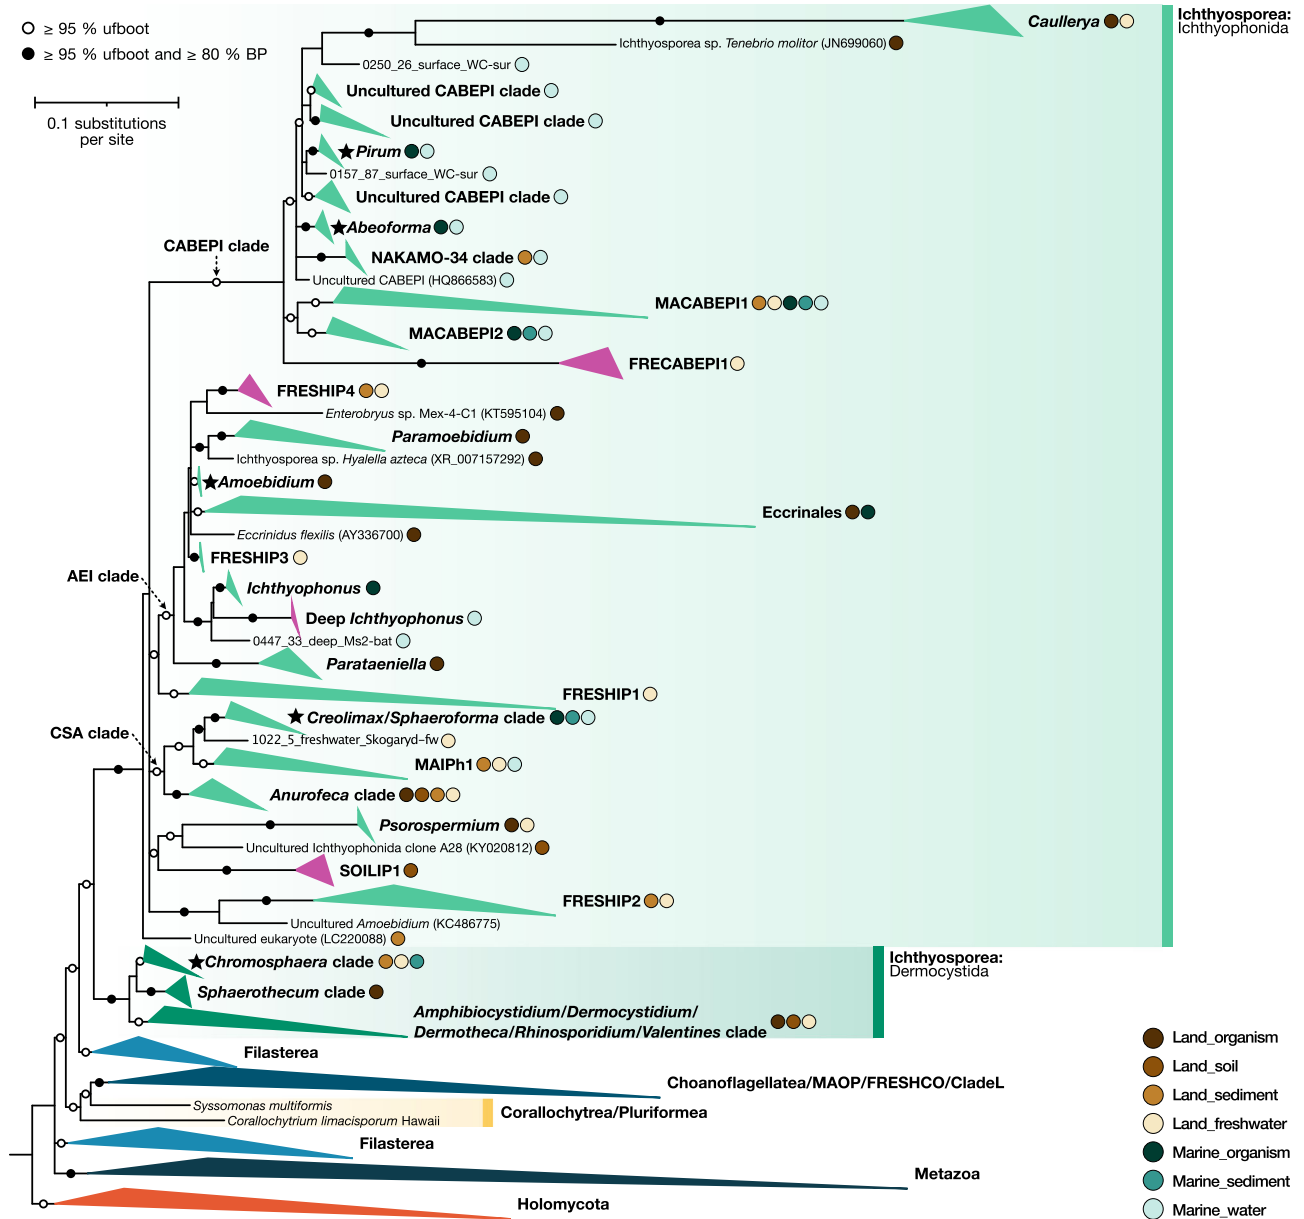 ≥ 95 % ufboot
≥ 95 % ufboot and ≥ 80 % BP
0.1 substitutions
per site
Ichthyosporea:
Ichthyophonida
Caullerya
Ichthyosporea sp. Tenebrio molitor (JN699060)
0250_26_surface_WC-sur
Uncultured CABEPI clade
Uncultured CABEPI clade
Pirum
0157_87_surface_WC-sur
Uncultured CABEPI clade
Abeoforma
CABEPI clade
NAKAMO-34 clade
Uncultured CABEPI (HQ866583)
MACABEPI1
MACABEPI2
FRECABEPI1
FRESHIP4
Enterobryus sp. Mex-4-C1 (KT595104)
Paramoebidium
Ichthyosporea sp. Hyalella azteca (XR_007157292)
Amoebidium
Eccrinales
Eccrinidus flexilis (AY336700)
FRESHIP3
AEI clade
Ichthyophonus
Deep Ichthyophonus
0447_33_deep_Ms2-bat
Parataeniella
FRESHIP1
Creolimax/Sphaeroforma clade
CSA clade
1022_5_freshwater_Skogaryd-fw
MAIPh1
Anurofeca clade
Psorospermium
Uncultured Ichthyophonida clone A28 (KY020812)
SOILIP1
FRESHIP2
Uncultured Amoebidium (KC486775)
Uncultured eukaryote (LC220088)
Ichthyosporea:
Dermocystida
Chromosphaera clade
Sphaerothecum clade
Amphibiocystidium/Dermocystidium/
Dermotheca/Rhinosporidium/Valentines clade
Filasterea
Choanoflagellatea/MAOP/FRESHCO/CladeL
Syssomonas multiformis
Corallochytrium limacisporum Hawaii
Corallochytrea/Pluriformea
Filasterea
Metazoa
Holomycota
Land_organism
Land_soil
Land_sediment
Land_freshwater
Marine_organism
Marine_sediment
Marine_water